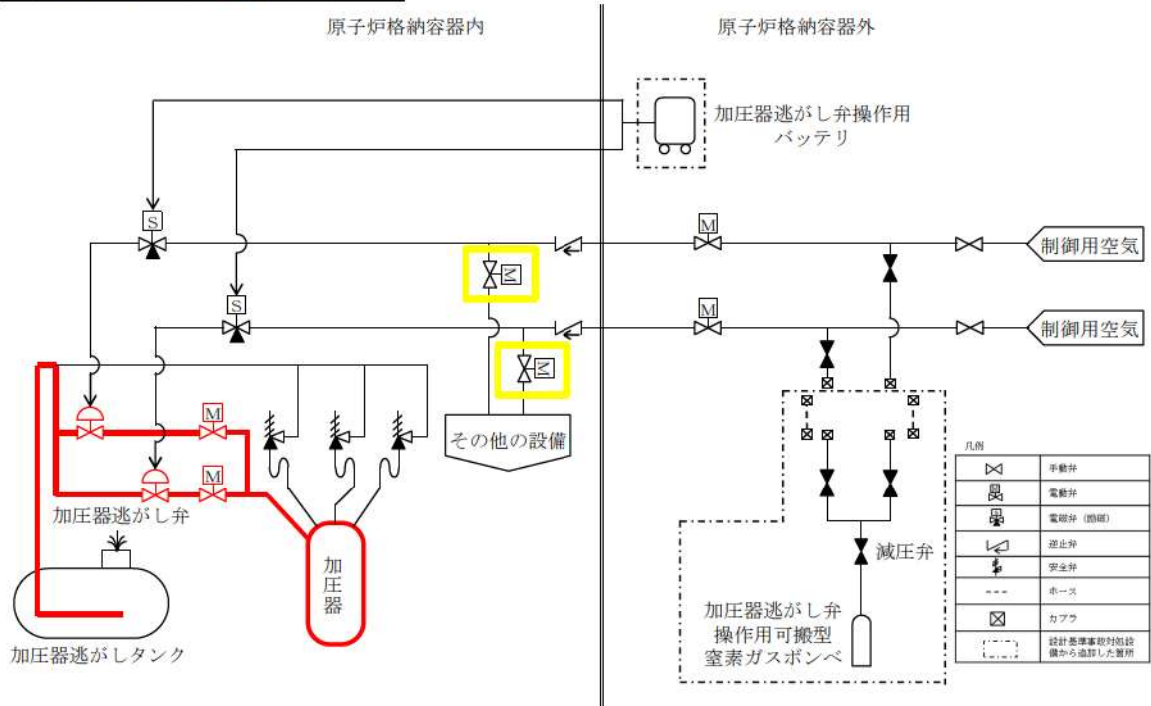 原子炉格納容器内
原子炉格納容器外
加圧器逃がし弁操作用
バッテリ
S
M
制御用空気
M
S
M
制御用空気
M
M
M
その他の設備
加圧器逃がし弁
加圧器
加圧器逃がしタンク
減圧弁
加圧器逃がし弁
操作用可搬型
窒素ガスボンベ
凡例
手動弁
電動弁
電磁弁(励磁)
逆止弁
安全弁
ホース
カプラ
設計基準事故対処設
備から追加した箇所